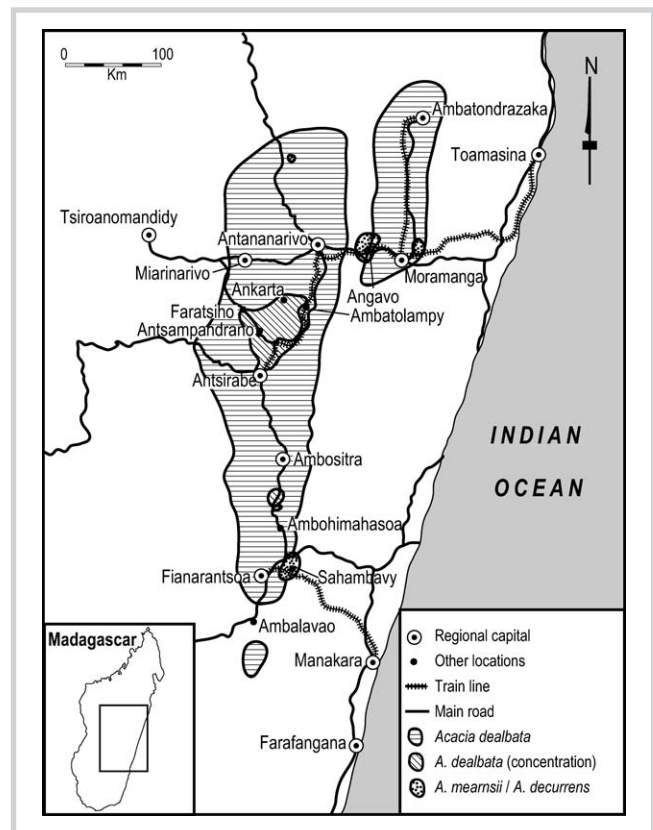 0 100
Km
N
Ambatondrazaka
Toamasina
Tsiroanomandidy
Antananarivo
Miarinarivo
Moramanga
Ankarta
Angavo
Faratsiho
Ambatolampy
Antsampandrano
Antsirabe
INDIAN
OCEAN
Ambositra
Ambohimahasoa
Fianarantsoa
Sahambavy
Ambalavao
Manakara
Farafangana
Madagascar
Regional capital
Other locations
Train line
Main road
Acacia dealbata
A. dealbata (concentration)
A. mearnsii / A. decurrens